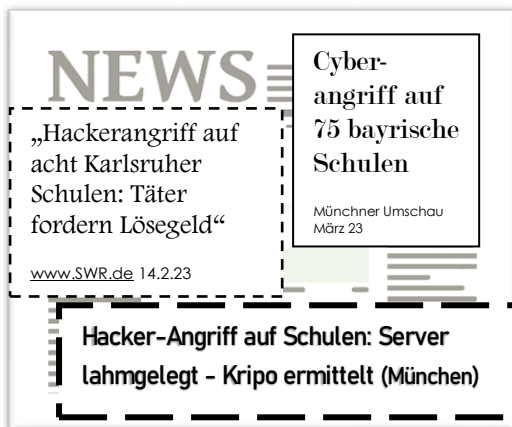 NEWS
Cyber-
angriff auf
75 bayrische
Schulen
Münchner Umschau
März 23
„Hackerangriff auf
acht Karlsruher
Schulen: Täter
fordern Lösegeld“
www.SWR.de 14.2.23
Hacker-Angriff auf Schulen: Server
lahmgelegt - Kripo ermittelt (München)